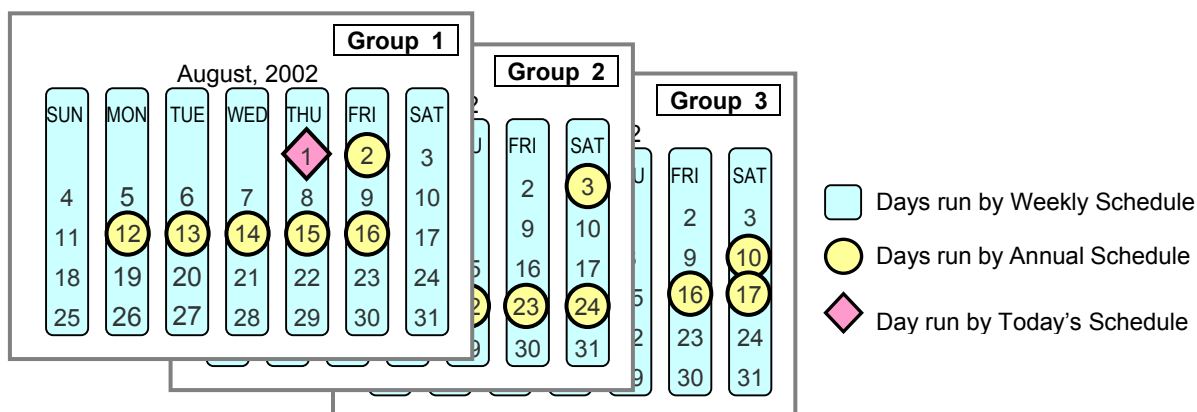 Group 1
August, 2002
SUN MON TUE WED THU FRI SAT
1 2 3
4 5 6 7 8 9 10
11 12 13 14 15 16 17
18 19 20 21 22 23 24
25 26 27 28 29 30 31
Group 2
FRI SAT
2 3
9 10
16 17
23 24
30 31
Group 3
FRI SAT
2 3
9 10
16 17
23 24
30 31
Days run by Weekly Schedule
Days run by Annual Schedule
Day run by Today's Schedule